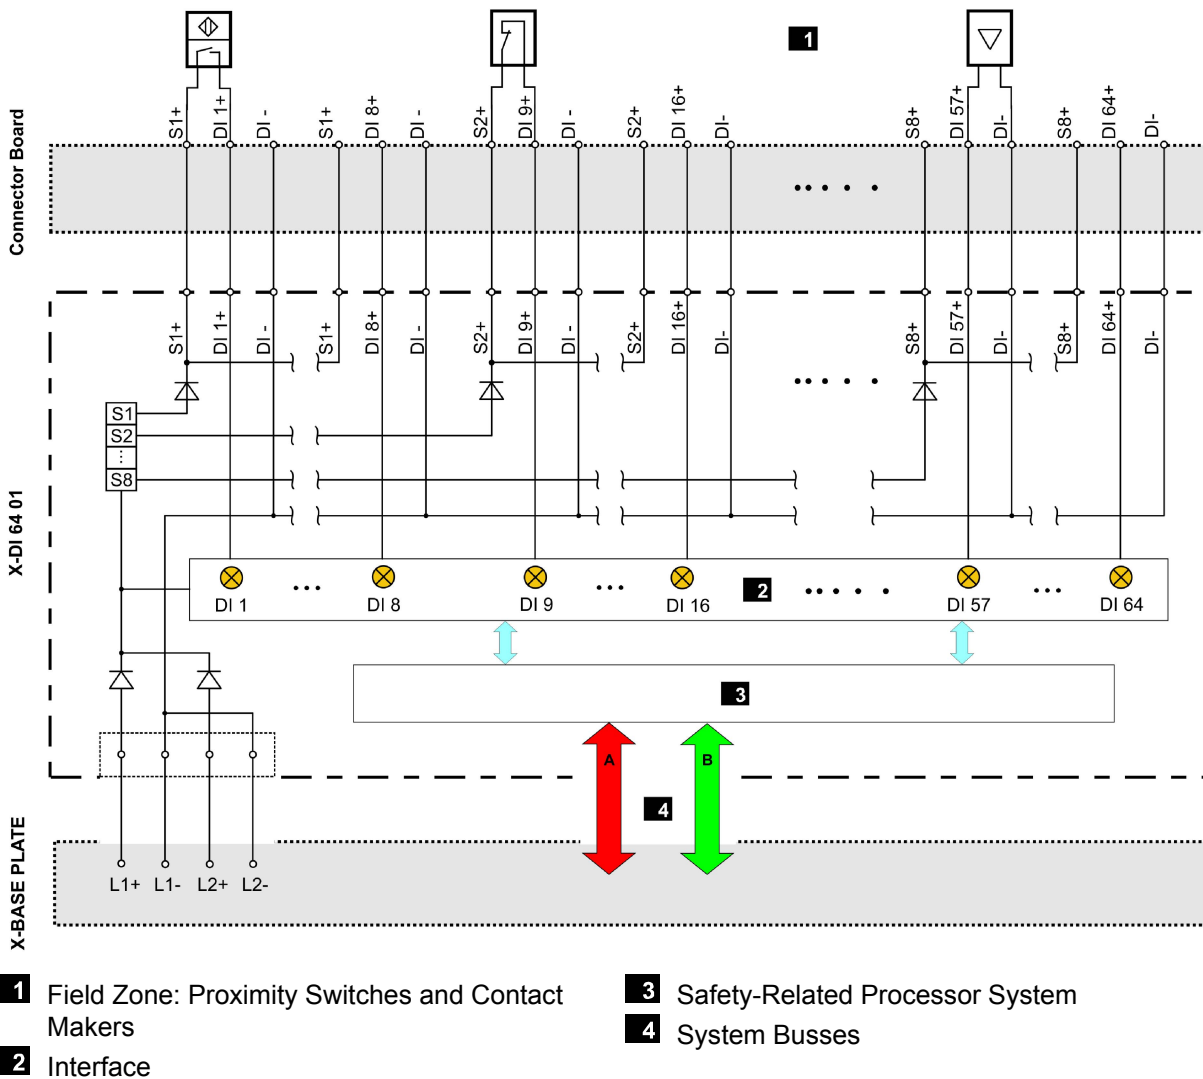 1
S1+ DI 1+ DI - S1+ DI 8+ DI - S2+ DI 9+ DI - S2+ DI 16+ DI- S8+ DI 57+ DI- S8+ DI 64+ DI-
Connector Board
S1+ DI 1+ DI - S1+ DI 8+ DI - S2+ DI 9+ DI - S2+ DI 16+ DI- S8+ DI 57+ DI- S8+ DI 64+ DI-
S1
S2
S8
X-DI 64 01
DI 1 DI 8 DI 9 DI 16 2 DI 57 DI 64
3
A B
4
X-BASE PLATE
L1+ L1- L2+ L2-
1 Field Zone: Proximity Switches and Contact
Makers
2 Interface
3 Safety-Related Processor System
4 System Busses